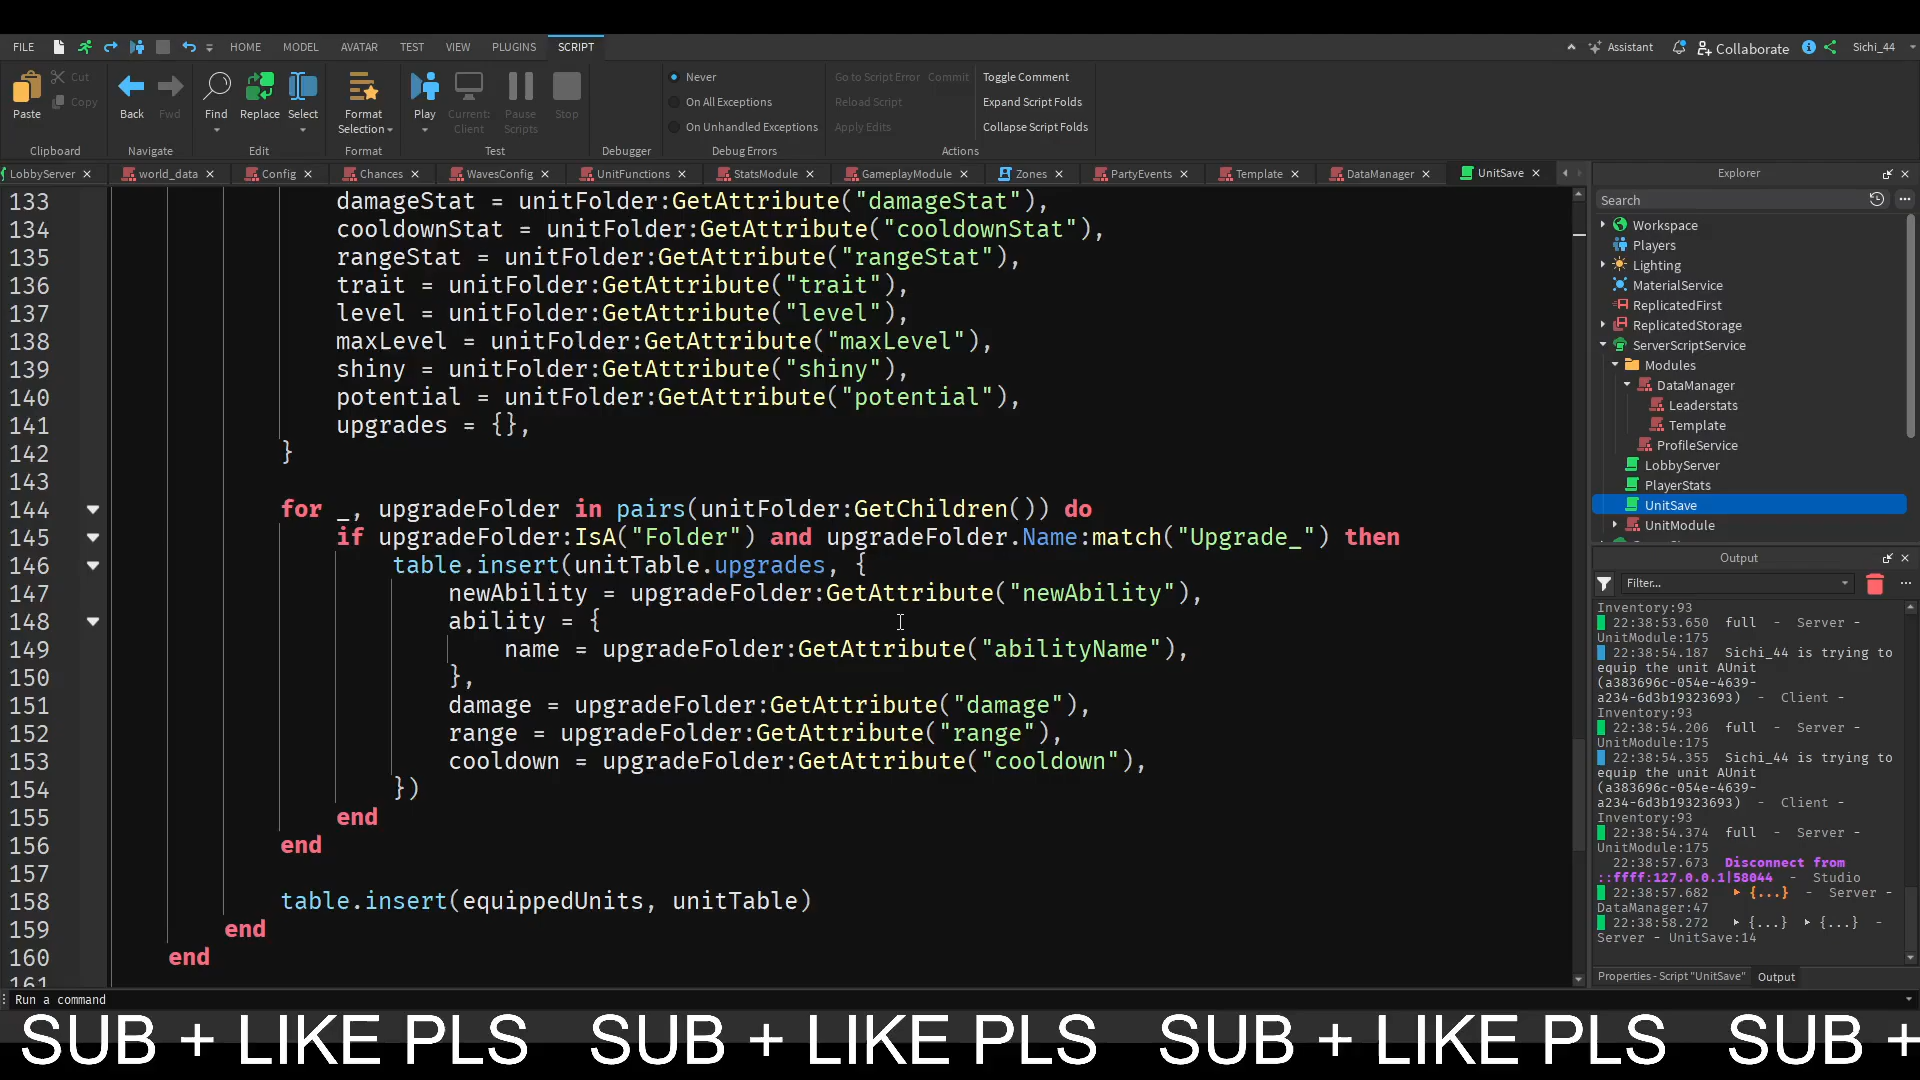 FILE HOME MODEL AVATAR TEST VIEW PLUGINS SCRIPT Assistant Collaborate Sichi_44
Paste Cut Copy Back Fwd Find Replace Select Format Selection Play Current: Client Pause Scripts Stop
Never
On All Exceptions
On Unhandled Exceptions
Go to Script Error Commit
Reload Script
Apply Edits
Toggle Comment
Expand Script Folds
Collapse Script Folds
Clipboard Navigate Edit Format Test Debugger Debug Errors Actions
LobbyServer world_data Config Chances WavesConfig UnitFunctions StatsModule GameplayModule Zones PartyEvents Template DataManager UnitSave
133 damageStat = unitFolder:GetAttribute("damageStat"),
134 cooldownStat = unitFolder:GetAttribute("cooldownStat"),
135 rangeStat = unitFolder:GetAttribute("rangeStat"),
136 trait = unitFolder:GetAttribute("trait"),
137 level = unitFolder:GetAttribute("level"),
138 maxLevel = unitFolder:GetAttribute("maxLevel"),
139 shiny = unitFolder:GetAttribute("shiny"),
140 potential = unitFolder:GetAttribute("potential"),
141 upgrades = {},
142 }
143
144 for _, upgradeFolder in pairs(unitFolder:GetChildren()) do
145 if upgradeFolder:IsA("Folder") and upgradeFolder.Name:match("Upgrade_") then
146 table.insert(unitTable.upgrades, {
147 newAbility = upgradeFolder:GetAttribute("newAbility"),
148 ability = {
149 name = upgradeFolder:GetAttribute("abilityName"),
150 },
151 damage = upgradeFolder:GetAttribute("damage"),
152 range = upgradeFolder:GetAttribute("range"),
153 cooldown = upgradeFolder:GetAttribute("cooldown"),
154 })
155 end
156 end
157
158 table.insert(equippedUnits, unitTable)
159 end
160 end
161
Explorer
Search
Workspace
Players
Lighting
MaterialService
ReplicatedFirst
ReplicatedStorage
ServerScriptService
Modules
DataManager
Leaderstats
Template
ProfileService
LobbyServer
PlayerStats
UnitSave
UnitModule
Output
Filter...
Inventory:93
22:38:53.650 full - Server -
UnitModule:175
22:38:54.187 Sichi_44 is trying to
equip the unit AUnit
(a383696c-054e-4639-
a234-6d3b19323693) - Client -
Inventory:93
22:38:54.206 full - Server -
UnitModule:175
22:38:54.355 Sichi_44 is trying to
equip the unit AUnit
(a383696c-054e-4639-
a234-6d3b19323693) - Client -
Inventory:93
22:38:54.374 full - Server -
UnitModule:175
22:38:57.673 Disconnect from
::ffff:127.0.0.1|58044 - Studio
22:38:57.682 {...} - Server -
DataManager:47
22:38:58.272 {...} {...} -
Server - UnitSave:14
Properties - Script "UnitSave" Output
Run a command
SUB + LIKE PLS SUB + LIKE PLS SUB + LIKE PLS SUB +